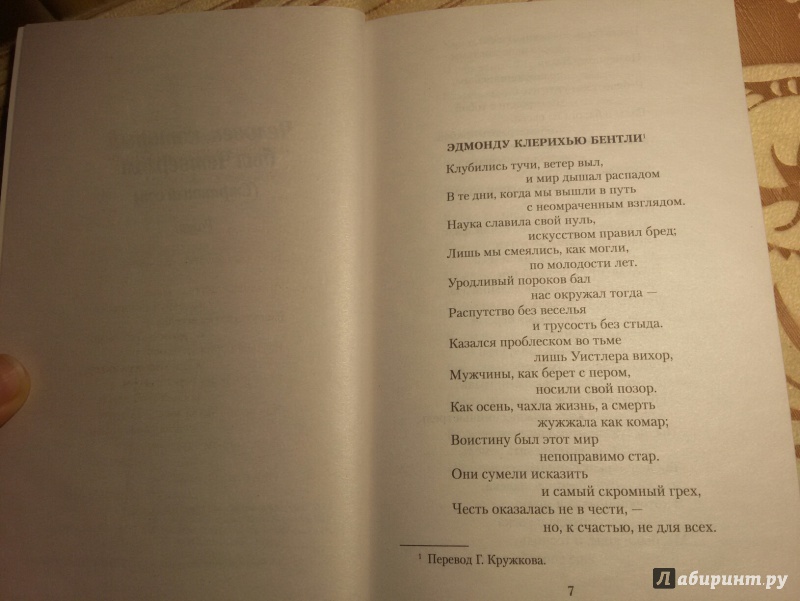 ЭДМОНДУ КЛЕРИХЬЮ БЕНТЛИ¹
Клубились тучи, ветер выл,
и мир дышал распадом
В те дни, когда мы вышли в путь
с неомраченным взглядом.
Наука славила свой нуль,
искусством правил бред;
Лишь мы смеялись, как могли,
по молодости лет.
Уродливый пороков бал
нас окружал тогда —
Распутство без веселья
и трусость без стыда.
Казался проблеском во тьме
лишь Уистлера вихор,
Мужчины, как берет с пером,
носили свой позор.
Как осень, чахла жизнь, а смерть
жужжала как комар;
Воистину был этот мир
непоправимо стар.
Они сумели исказить
и самый скромный грех,
Честь оказалась не в чести, —
но, к счастью, не для всех.
¹ Перевод Г. Кружкова.
7
Лабиринт.ру